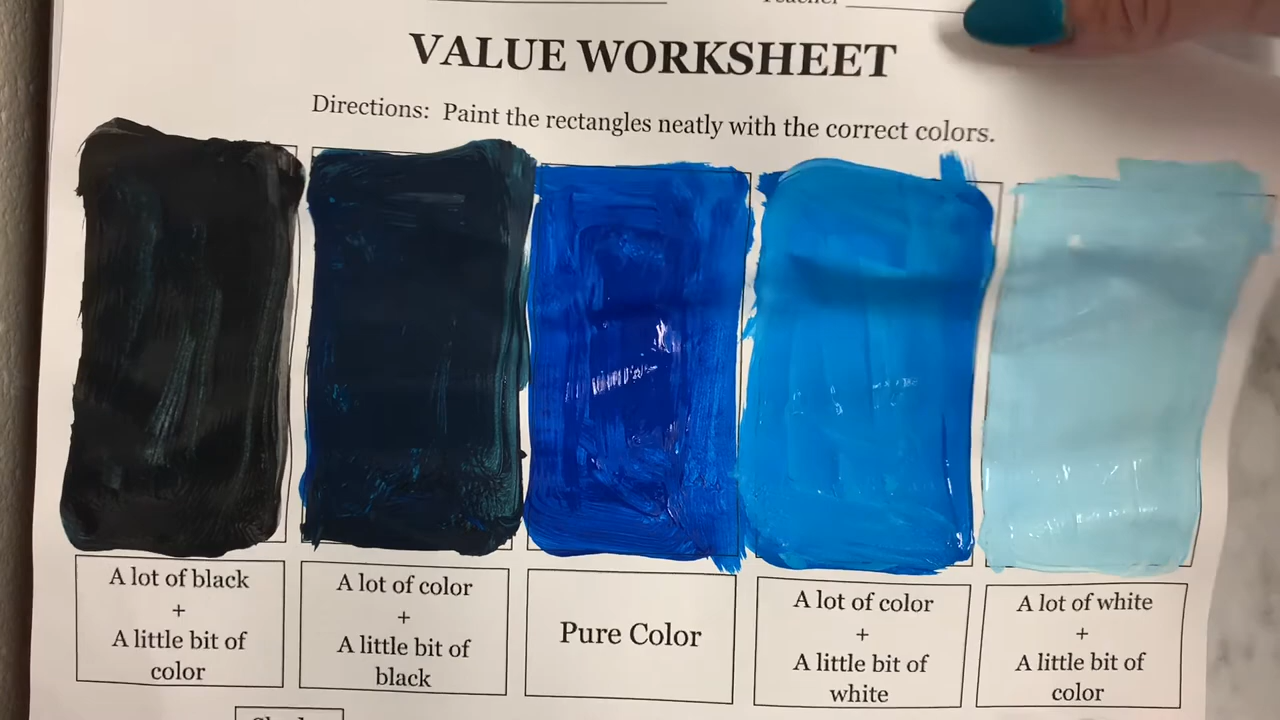 Teacher
VALUE WORKSHEET
Directions: Paint the rectangles neatly with the correct colors.
A lot of black
+
A little bit of
color
A lot of color
+
A little bit of
black
Pure Color
A lot of color
+
A little bit of
white
A lot of white
+
A little bit of
color